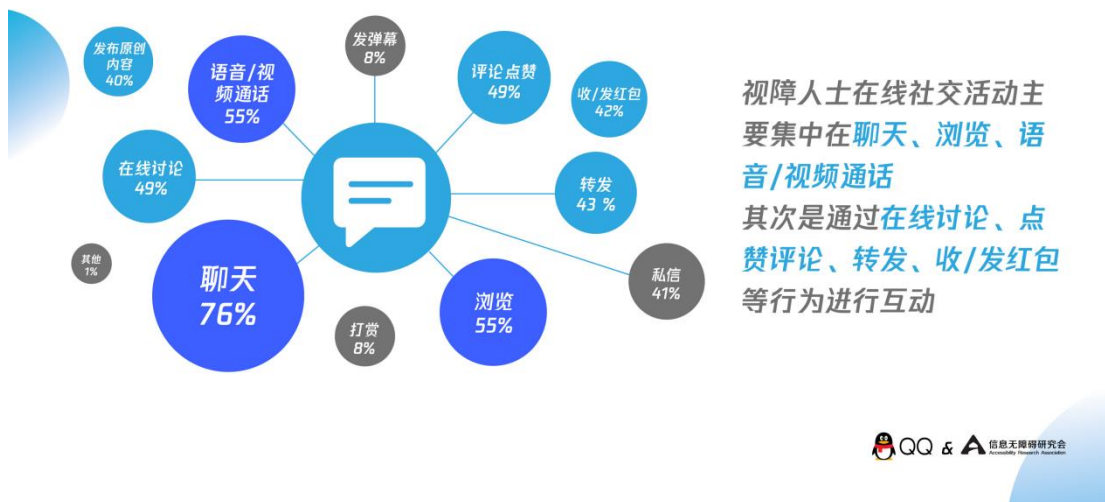 发布原创
内容
40%
语音/视
频通话
55%
发弹幕
8%
评论点赞
49%
收/发红包
42%
在线讨论
49%
转发
43 %
其他
1%
聊天
76%
打赏
8%
浏览
55%
私信
41%
视障人士在线社交活动主
要集中在聊天、浏览、语
音/视频通话
其次是通过在线讨论、点
赞评论、转发、收/发红包
等行为进行互动
QQ & 信息无障碍研究会
Accessibility Research Association